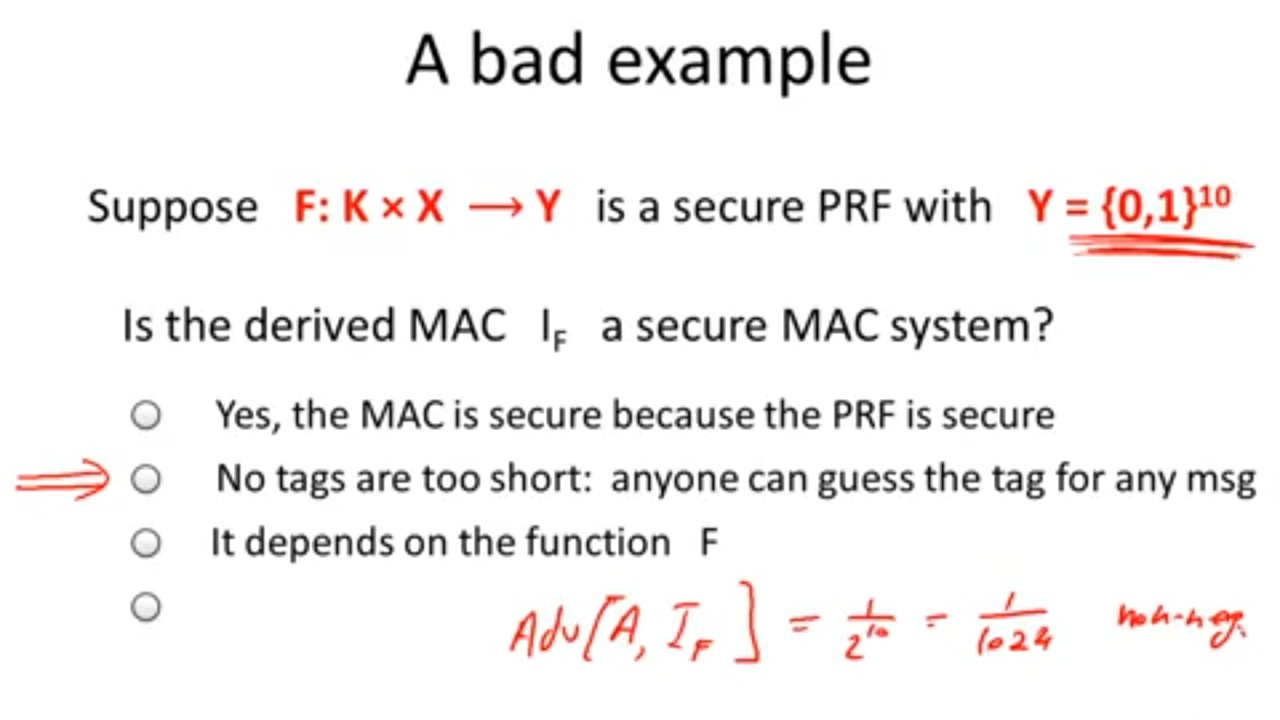 A bad example
Suppose F: K × X ⟶ Y is a secure PRF with Y = {0,1}¹⁰
Is the derived MAC I_F a secure MAC system?
Yes, the MAC is secure because the PRF is secure
⟹ No tags are too short: anyone can guess the tag for any msg
It depends on the function F
Adv[A, I_F] = 1/2¹⁰ = 1/1024 non-neg.